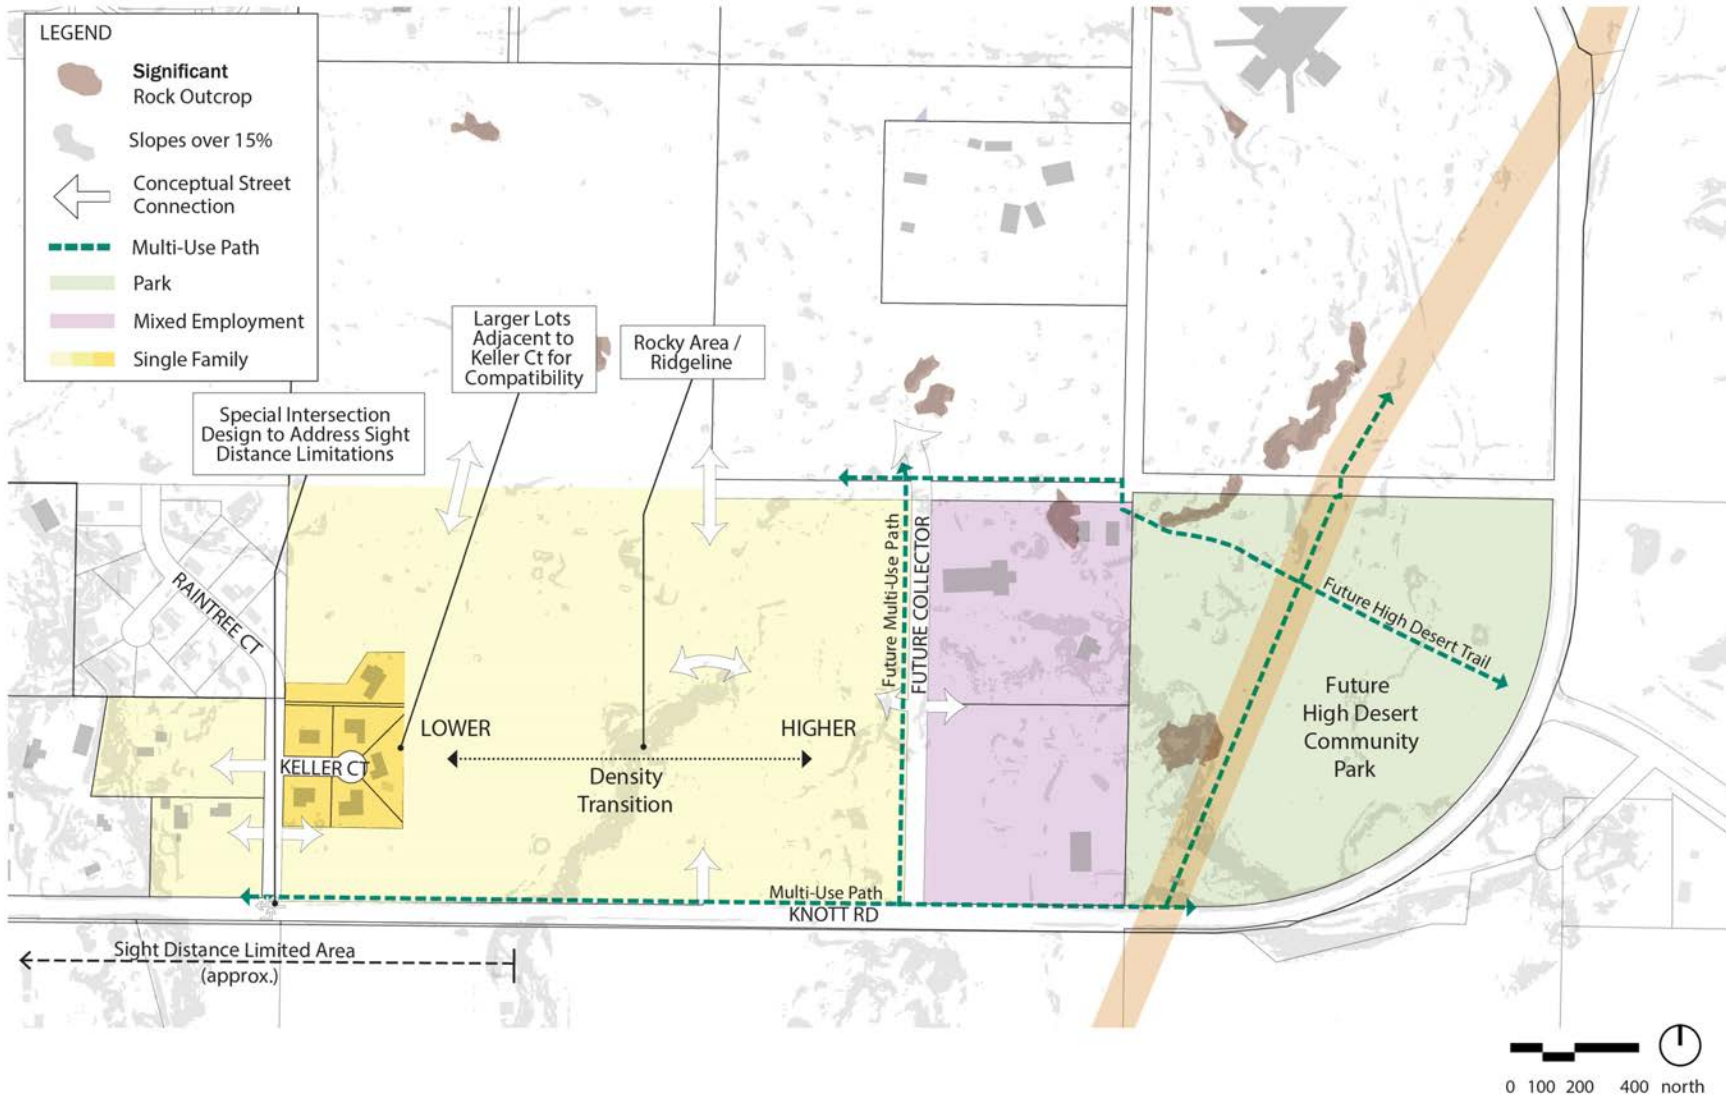 LEGEND
Significant
Rock Outcrop
Slopes over 15%
Conceptual Street
Connection
Multi-Use Path
Park
Mixed Employment
Single Family
Special Intersection
Design to Address Sight
Distance Limitations
Larger Lots
Adjacent to
Keller Ct for
Compatibility
Rocky Area /
Ridgeline
RAINTREE CT
KELLER CT
LOWER
HIGHER
Density
Transition
Future Multi-Use Path
FUTURE COLLECTOR
Future High Desert Trail
Future
High Desert
Community
Park
Multi-Use Path
KNOTT RD
Sight Distance Limited Area
(approx.)
0 100 200 400 north